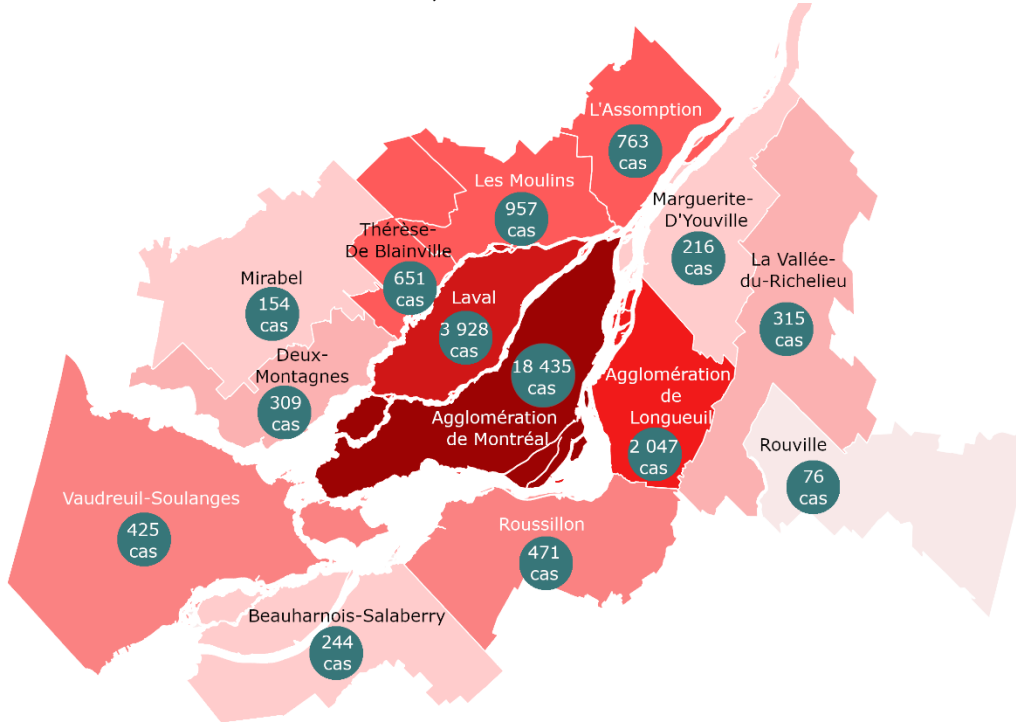 L'Assomption
763
cas
Les Moulins
957
cas
Marguerite-
D'Youville
216
cas
Thérèse-
De Blainville
651
cas
La Vallée-
du-Richelieu
315
cas
Mirabel
154
cas
Laval
3 928
cas
Deux-
Montagnes
309
cas
18 435
cas
Agglomération
de Montréal
Agglomération
de
Longueuil
2 047
cas
Rouville
76
cas
Vaudreuil-Soulanges
425
cas
Roussillon
471
cas
Beauharnois-Salaberry
244
cas